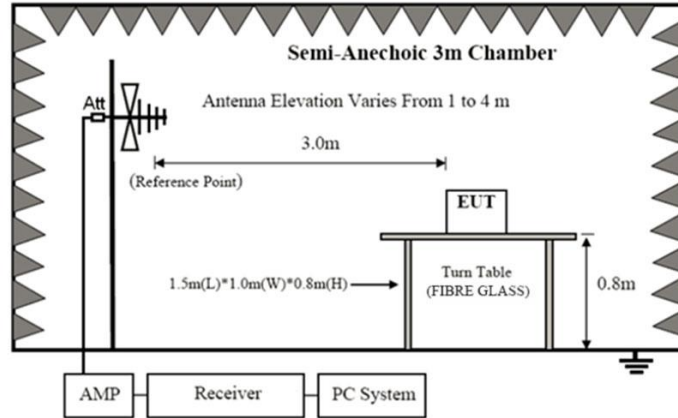 Semi-Anechoic 3m Chamber
Att
Antenna Elevation Varies From 1 to 4 m
3.0m
(Reference Point)
EUT
1.5m(L)*1.0m(W)*0.8m(H)
Turn Table
(FIBRE GLASS)
0.8m
AMP
Receiver
PC System